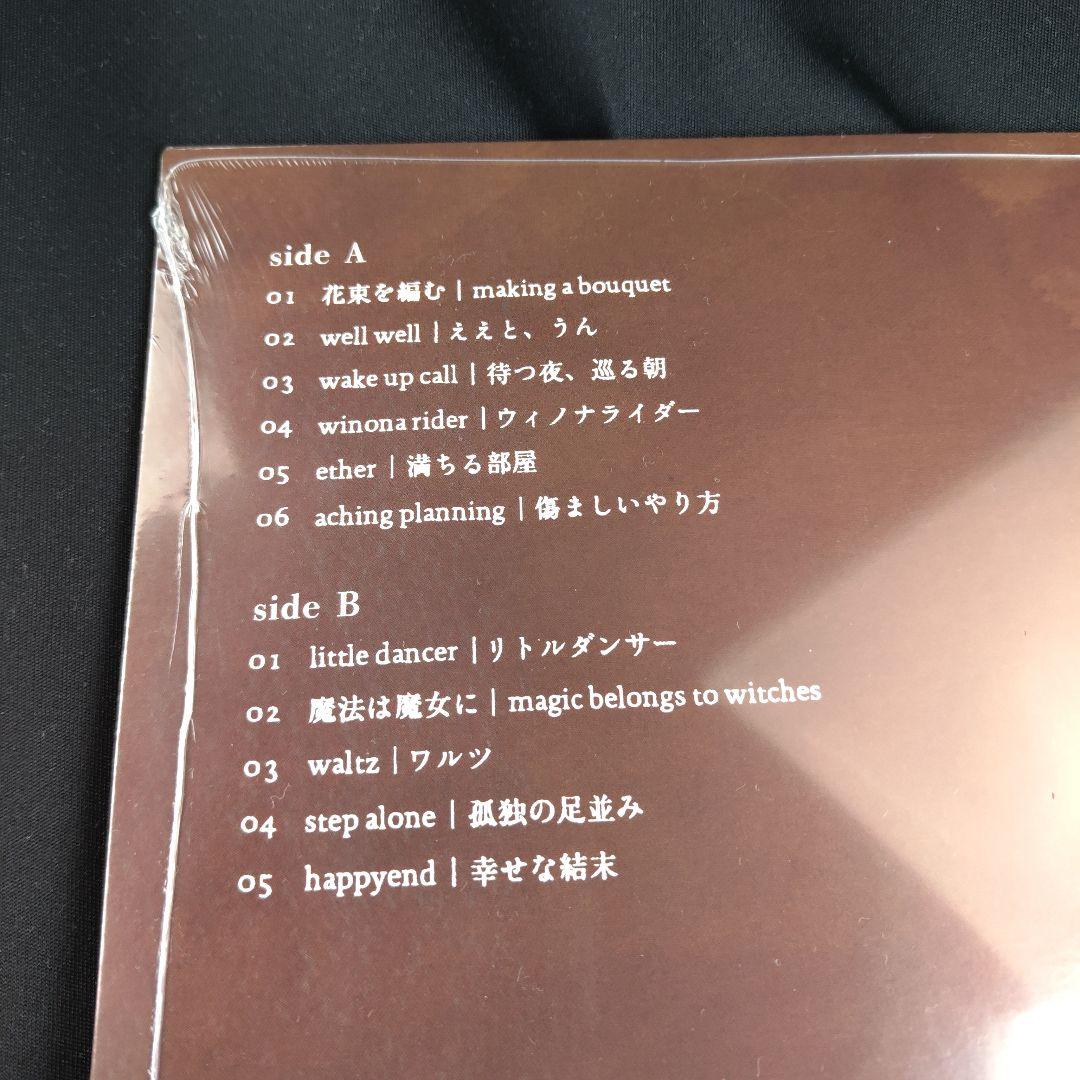 side A
01 花束を編む | making a bouquet
02 well well | ええと、うん
03 wake up call | 待つ夜、巡る朝
04 winona rider | ウィノナライダー
05 ether | 満ちる部屋
06 aching planning | 傷ましいやり方
side B
01 little dancer | リトルダンサー
02 魔法は魔女に | magic belongs to witches
03 waltz | ワルツ
04 step alone | 孤独の足並み
05 happyend | 幸せな結末